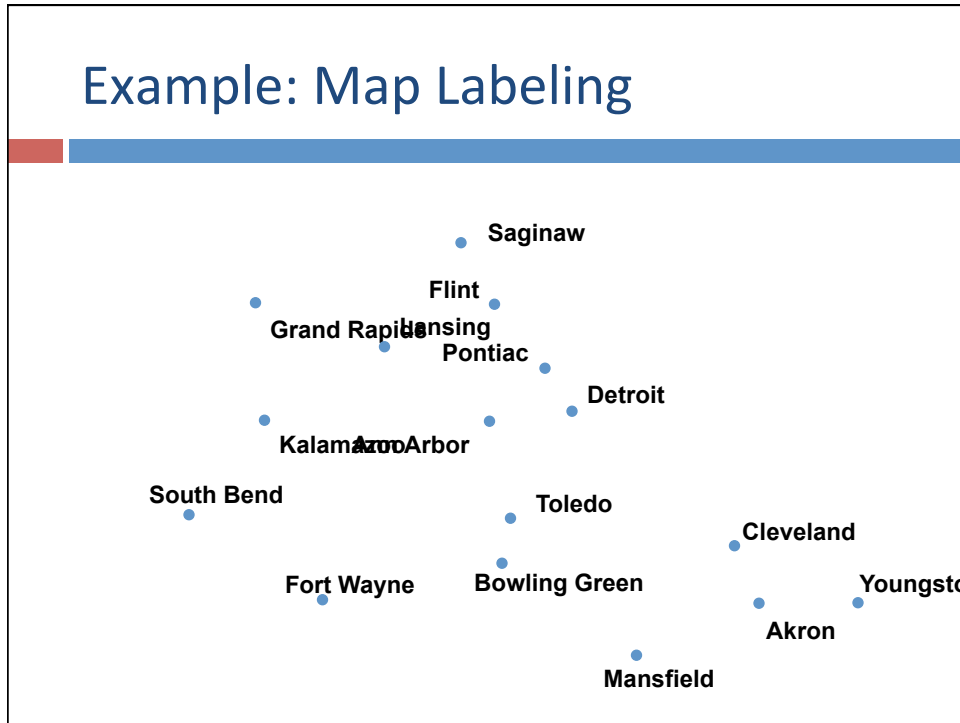 Example: Map Labeling
Saginaw
Flint
Grand Rapids
Lansing
Pontiac
Detroit
Kalamazoo
Ann Arbor
South Bend
Toledo
Cleveland
Fort Wayne
Bowling Green
Youngsto
Akron
Mansfield